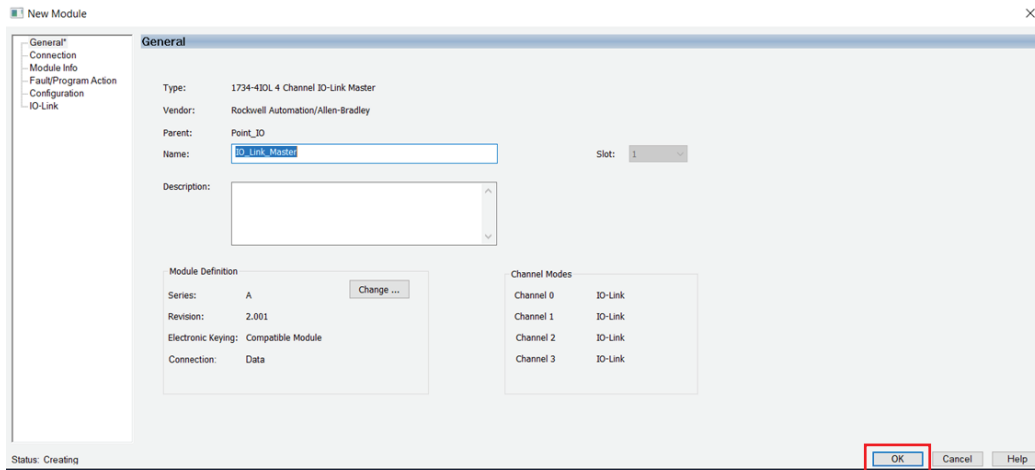 New Module
General*
Connection
Module Info
Fault/Program Action
Configuration
IO-Link
General
Type: 1734-4IOL 4 Channel IO-Link Master
Vendor: Rockwell Automation/Allen-Bradley
Parent: Point_IO
Name: IO_Link_Master Slot: 1
Description:
Module Definition
Change ...
Series: A
Revision: 2.001
Electronic Keying: Compatible Module
Connection: Data
Channel Modes
Channel 0 IO-Link
Channel 1 IO-Link
Channel 2 IO-Link
Channel 3 IO-Link
Status: Creating
OK Cancel Help